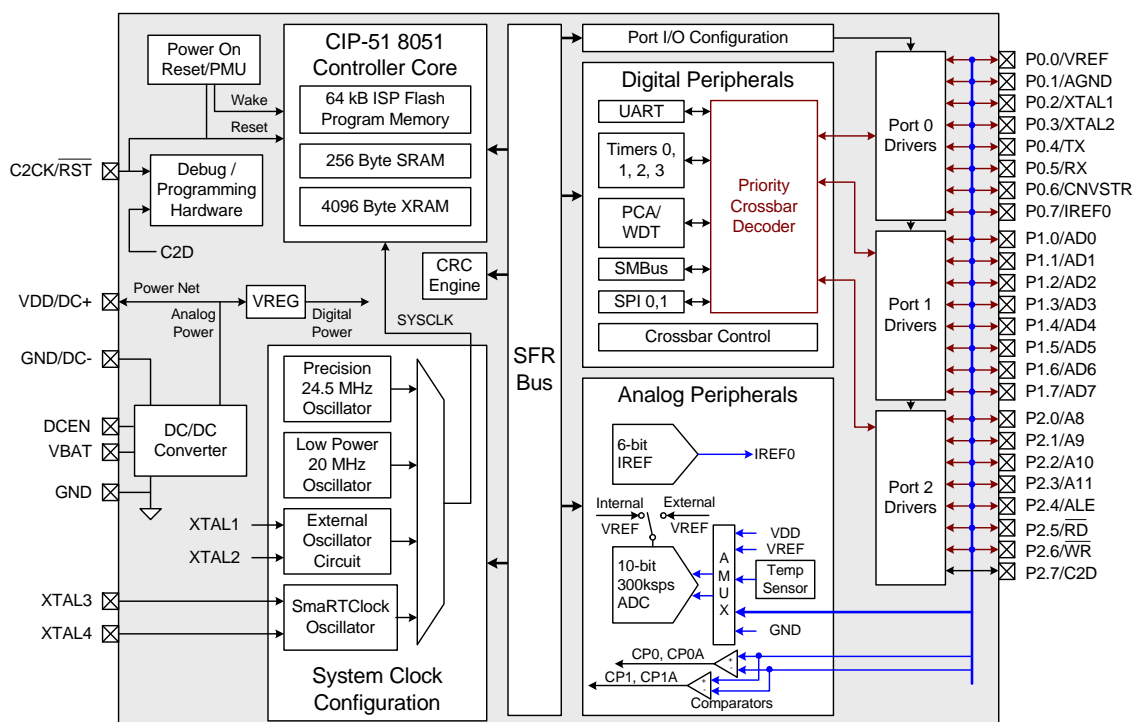 Power On
Reset/PMU
Wake
Reset
C2CK/RST
Debug /
Programming
Hardware
C2D
CIP-51 8051
Controller Core
64 kB ISP Flash
Program Memory
256 Byte SRAM
4096 Byte XRAM
CRC
Engine
VDD/DC+
Power Net
VREG
Analog
Power
Digital
Power
SYSCLK
GND/DC-
DCEN
VBAT
GND
DC/DC
Converter
Precision
24.5 MHz
Oscillator
Low Power
20 MHz
Oscillator
XTAL1
XTAL2
External
Oscillator
Circuit
XTAL3
XTAL4
SmaRTClock
Oscillator
System Clock
Configuration
SFR
Bus
Port I/O Configuration
Digital Peripherals
UART
Timers 0,
1, 2, 3
PCA/
WDT
SMBus
SPI 0,1
Priority
Crossbar
Decoder
Crossbar Control
Analog Peripherals
6-bit
IREF
IREF0
Internal
VREF
External
VREF
10-bit
300ksps
ADC
A
M
U
X
VDD
VREF
Temp
Sensor
GND
CP0, CP0A
+
-
CP1, CP1A
+
-
Comparators
Port 0
Drivers
Port 1
Drivers
Port 2
Drivers
P0.0/VREF
P0.1/AGND
P0.2/XTAL1
P0.3/XTAL2
P0.4/TX
P0.5/RX
P0.6/CNVSTR
P0.7/IREF0
P1.0/AD0
P1.1/AD1
P1.2/AD2
P1.3/AD3
P1.4/AD4
P1.5/AD5
P1.6/AD6
P1.7/AD7
P2.0/A8
P2.1/A9
P2.2/A10
P2.3/A11
P2.4/ALE
P2.5/RD
P2.6/WR
P2.7/C2D